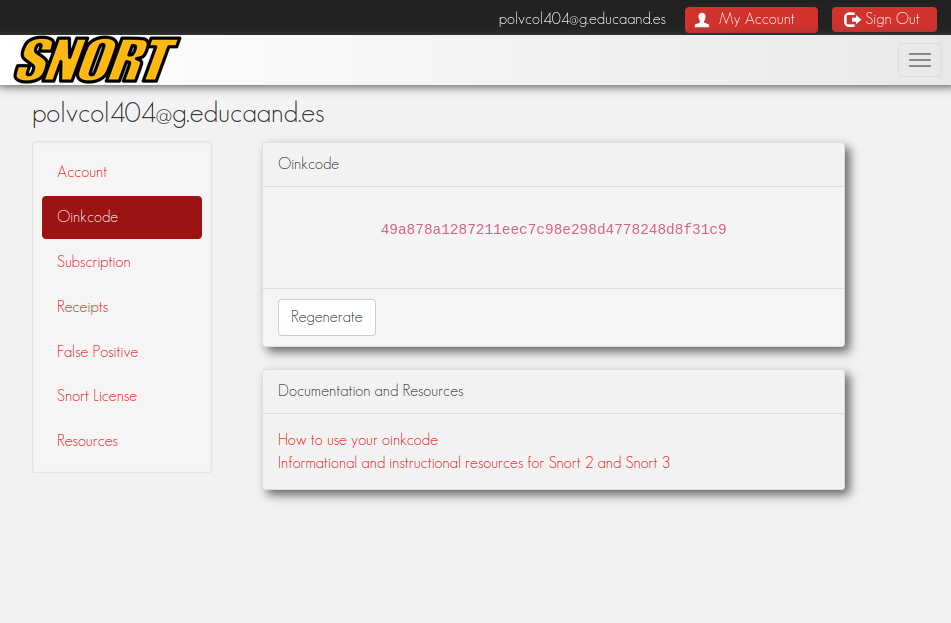 polvcol404@g.educaand.es My Account Sign Out
SNORT
polvcol404@g.educaand.es
Account
Oinkcode
Subscription
Receipts
False Positive
Snort License
Resources
Oinkcode
49a878a1287211eec7c98e298d4778248d8f31c9
Regenerate
Documentation and Resources
How to use your oinkcode
Informational and instructional resources for Snort 2 and Snort 3